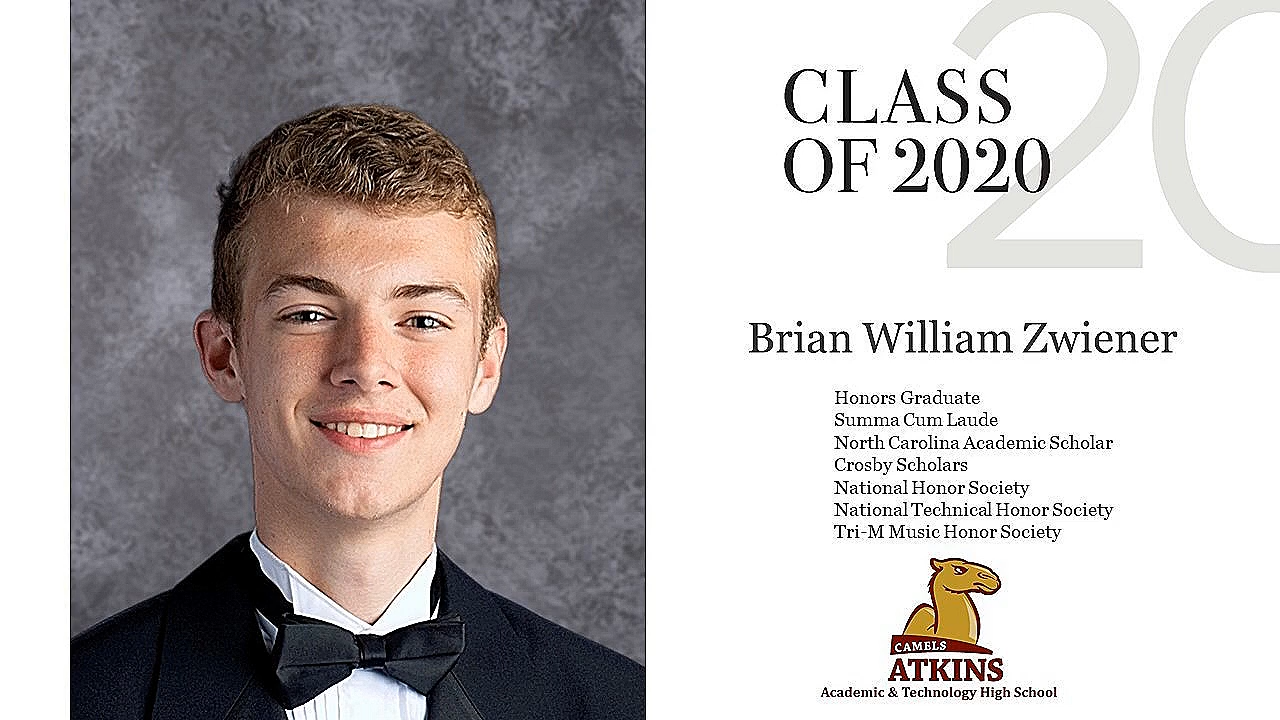 20
CLASS
OF 2020
Brian William Zwiener
Honors Graduate
Summa Cum Laude
North Carolina Academic Scholar
Crosby Scholars
National Honor Society
National Technical Honor Society
Tri-M Music Honor Society
CAMELS
ATKINS
Academic & Technology High School